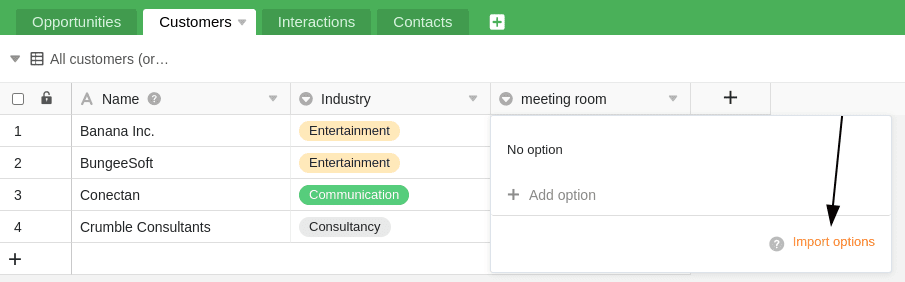 Opportunities Customers Interactions Contacts
All customers (or…
Name Industry meeting room
1 Banana Inc. Entertainment
2 BungeeSoft Entertainment
3 Conectan Communication
4 Crumble Consultants Consultancy
No option
Add option
Import options